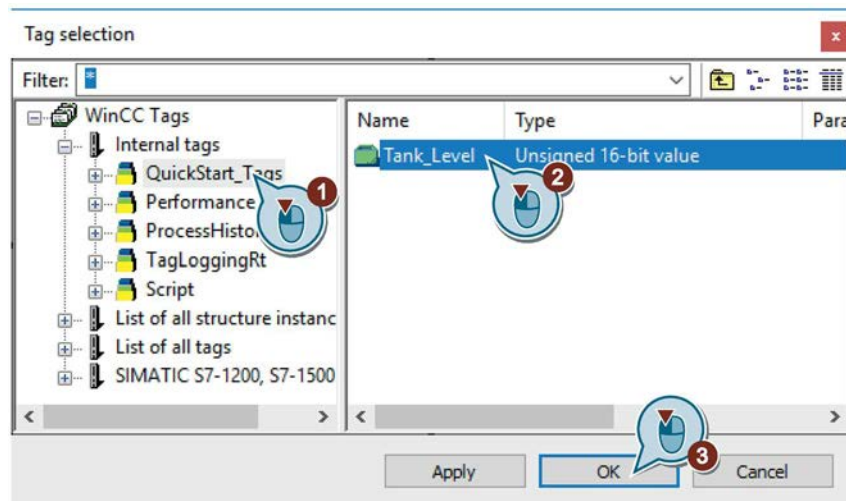 Tag selection
x
Filter: *
WinCC Tags
Internal tags
QuickStart_Tags
1
Performance
ProcessHisto
TagLoggingRt
Script
List of all structure instanc
List of all tags
SIMATIC S7-1200, S7-1500
Name Type Para
Tank_Level Unsigned 16-bit value
2
Apply OK Cancel
3